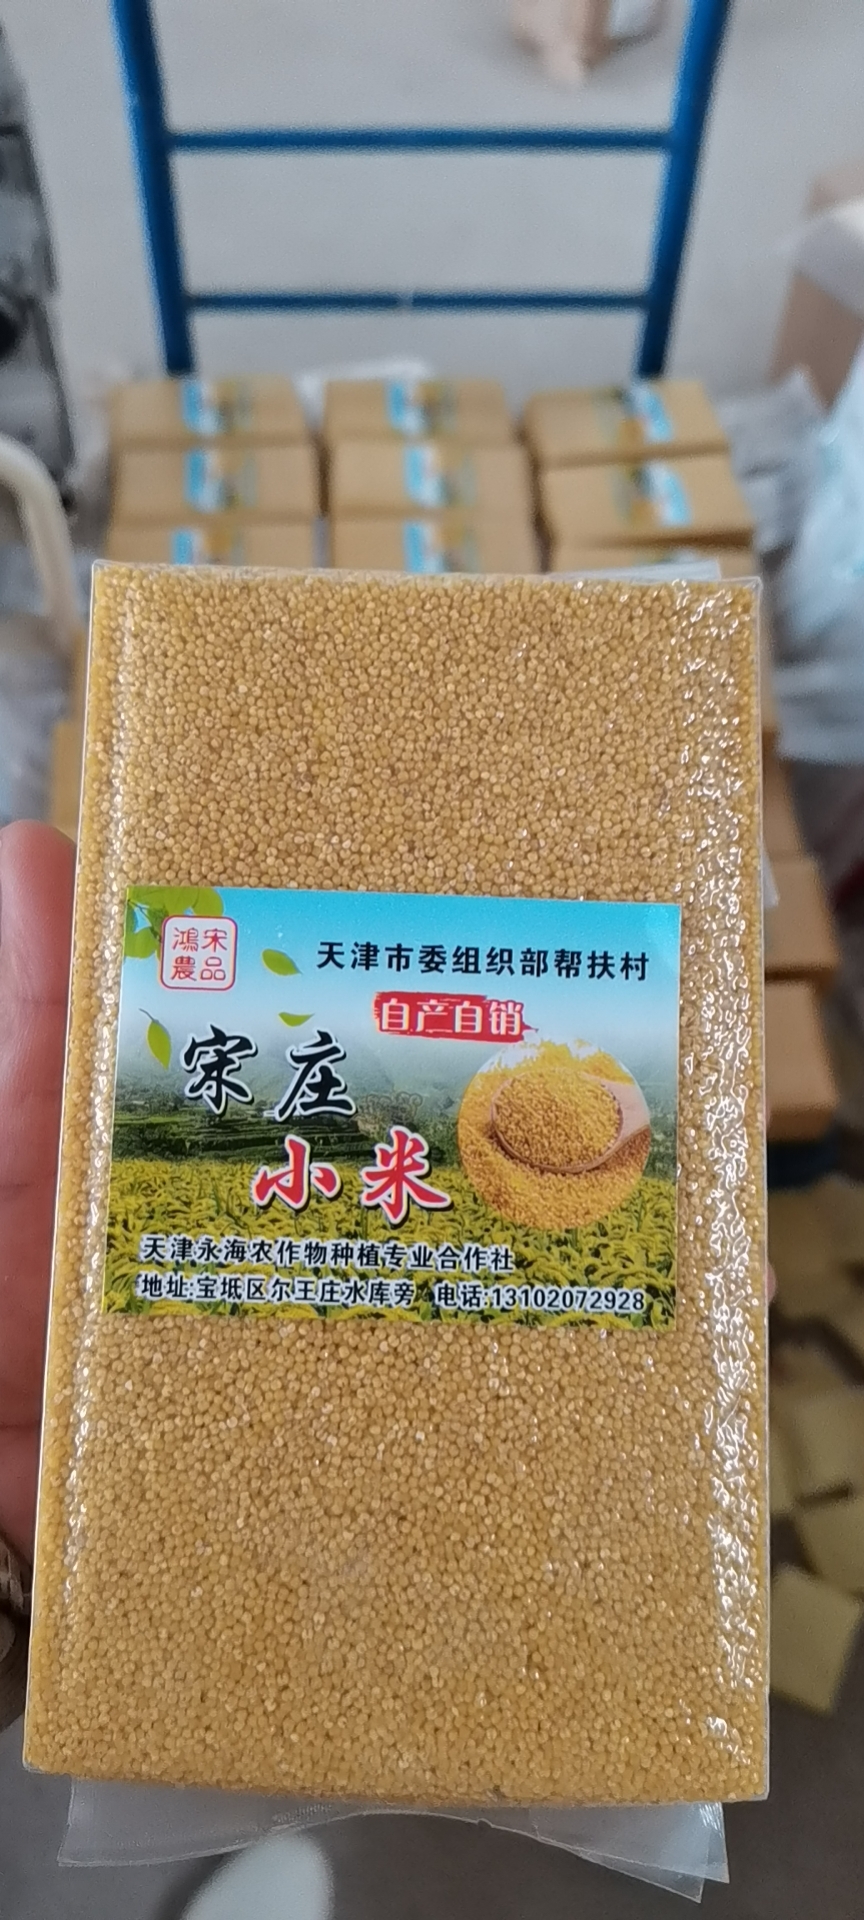 鴻宋
農品
天津市委组织部帮扶村
自产自销
宋庄
小米
天津永海农作物种植专业合作社
地址:宝坻区尔王庄水库旁 电话:13102072928